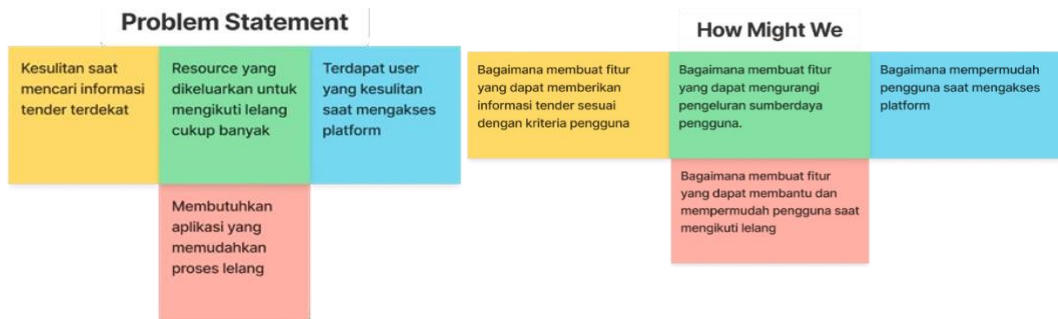 Problem Statement
Kesulitan saat
mencari informasi
tender terdekat
Resource yang
dikeluarkan untuk
mengikuti lelang
cukup banyak
Terdapat user
yang kesulitan
saat mengakses
platform
Membutuhkan
aplikasi yang
memudahkan
proses lelang
How Might We
Bagaimana membuat fitur
yang dapat memberikan
informasi tender sesuai
dengan kriteria pengguna
Bagaimana membuat fitur
yang dapat mengurangi
pengeluran sumberdaya
pengguna.
Bagaimana mempermudah
pengguna saat mengakses
platform
Bagaimana membuat fitur
yang dapat membantu dan
mempermudah pengguna saat
mengikuti lelang